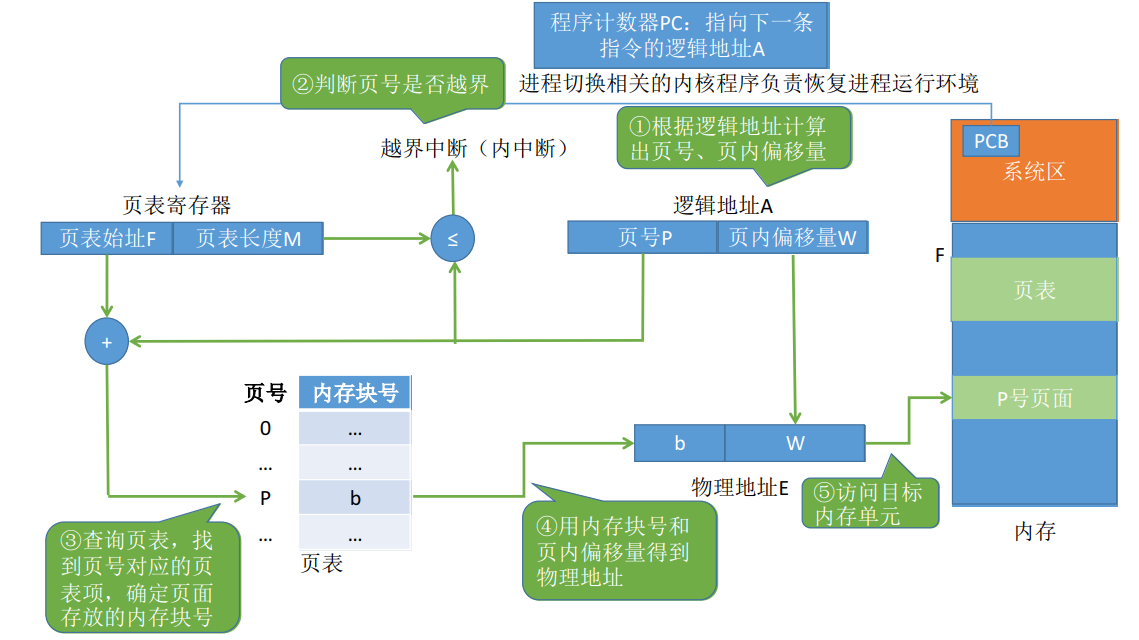 程序计数器PC：指向下一条
指令的逻辑地址A
②判断页号是否越界
进程切换相关的内核程序负责恢复进程运行环境
①根据逻辑地址计算
出页号、页内偏移量
PCB
系统区
越界中断（内中断）
页表寄存器
逻辑地址A
页表始址F
页表长度M
≤
页号P
页内偏移量W
F
页表
+
页号
内存块号
0
...
...
...
P
b
...
...
P号页面
b
W
物理地址E
⑤访问目标
内存单元
内存
③查询页表，找
到页号对应的页
表项，确定页面
存放的内存块号
页表
④用内存块号和
页内偏移量得到
物理地址